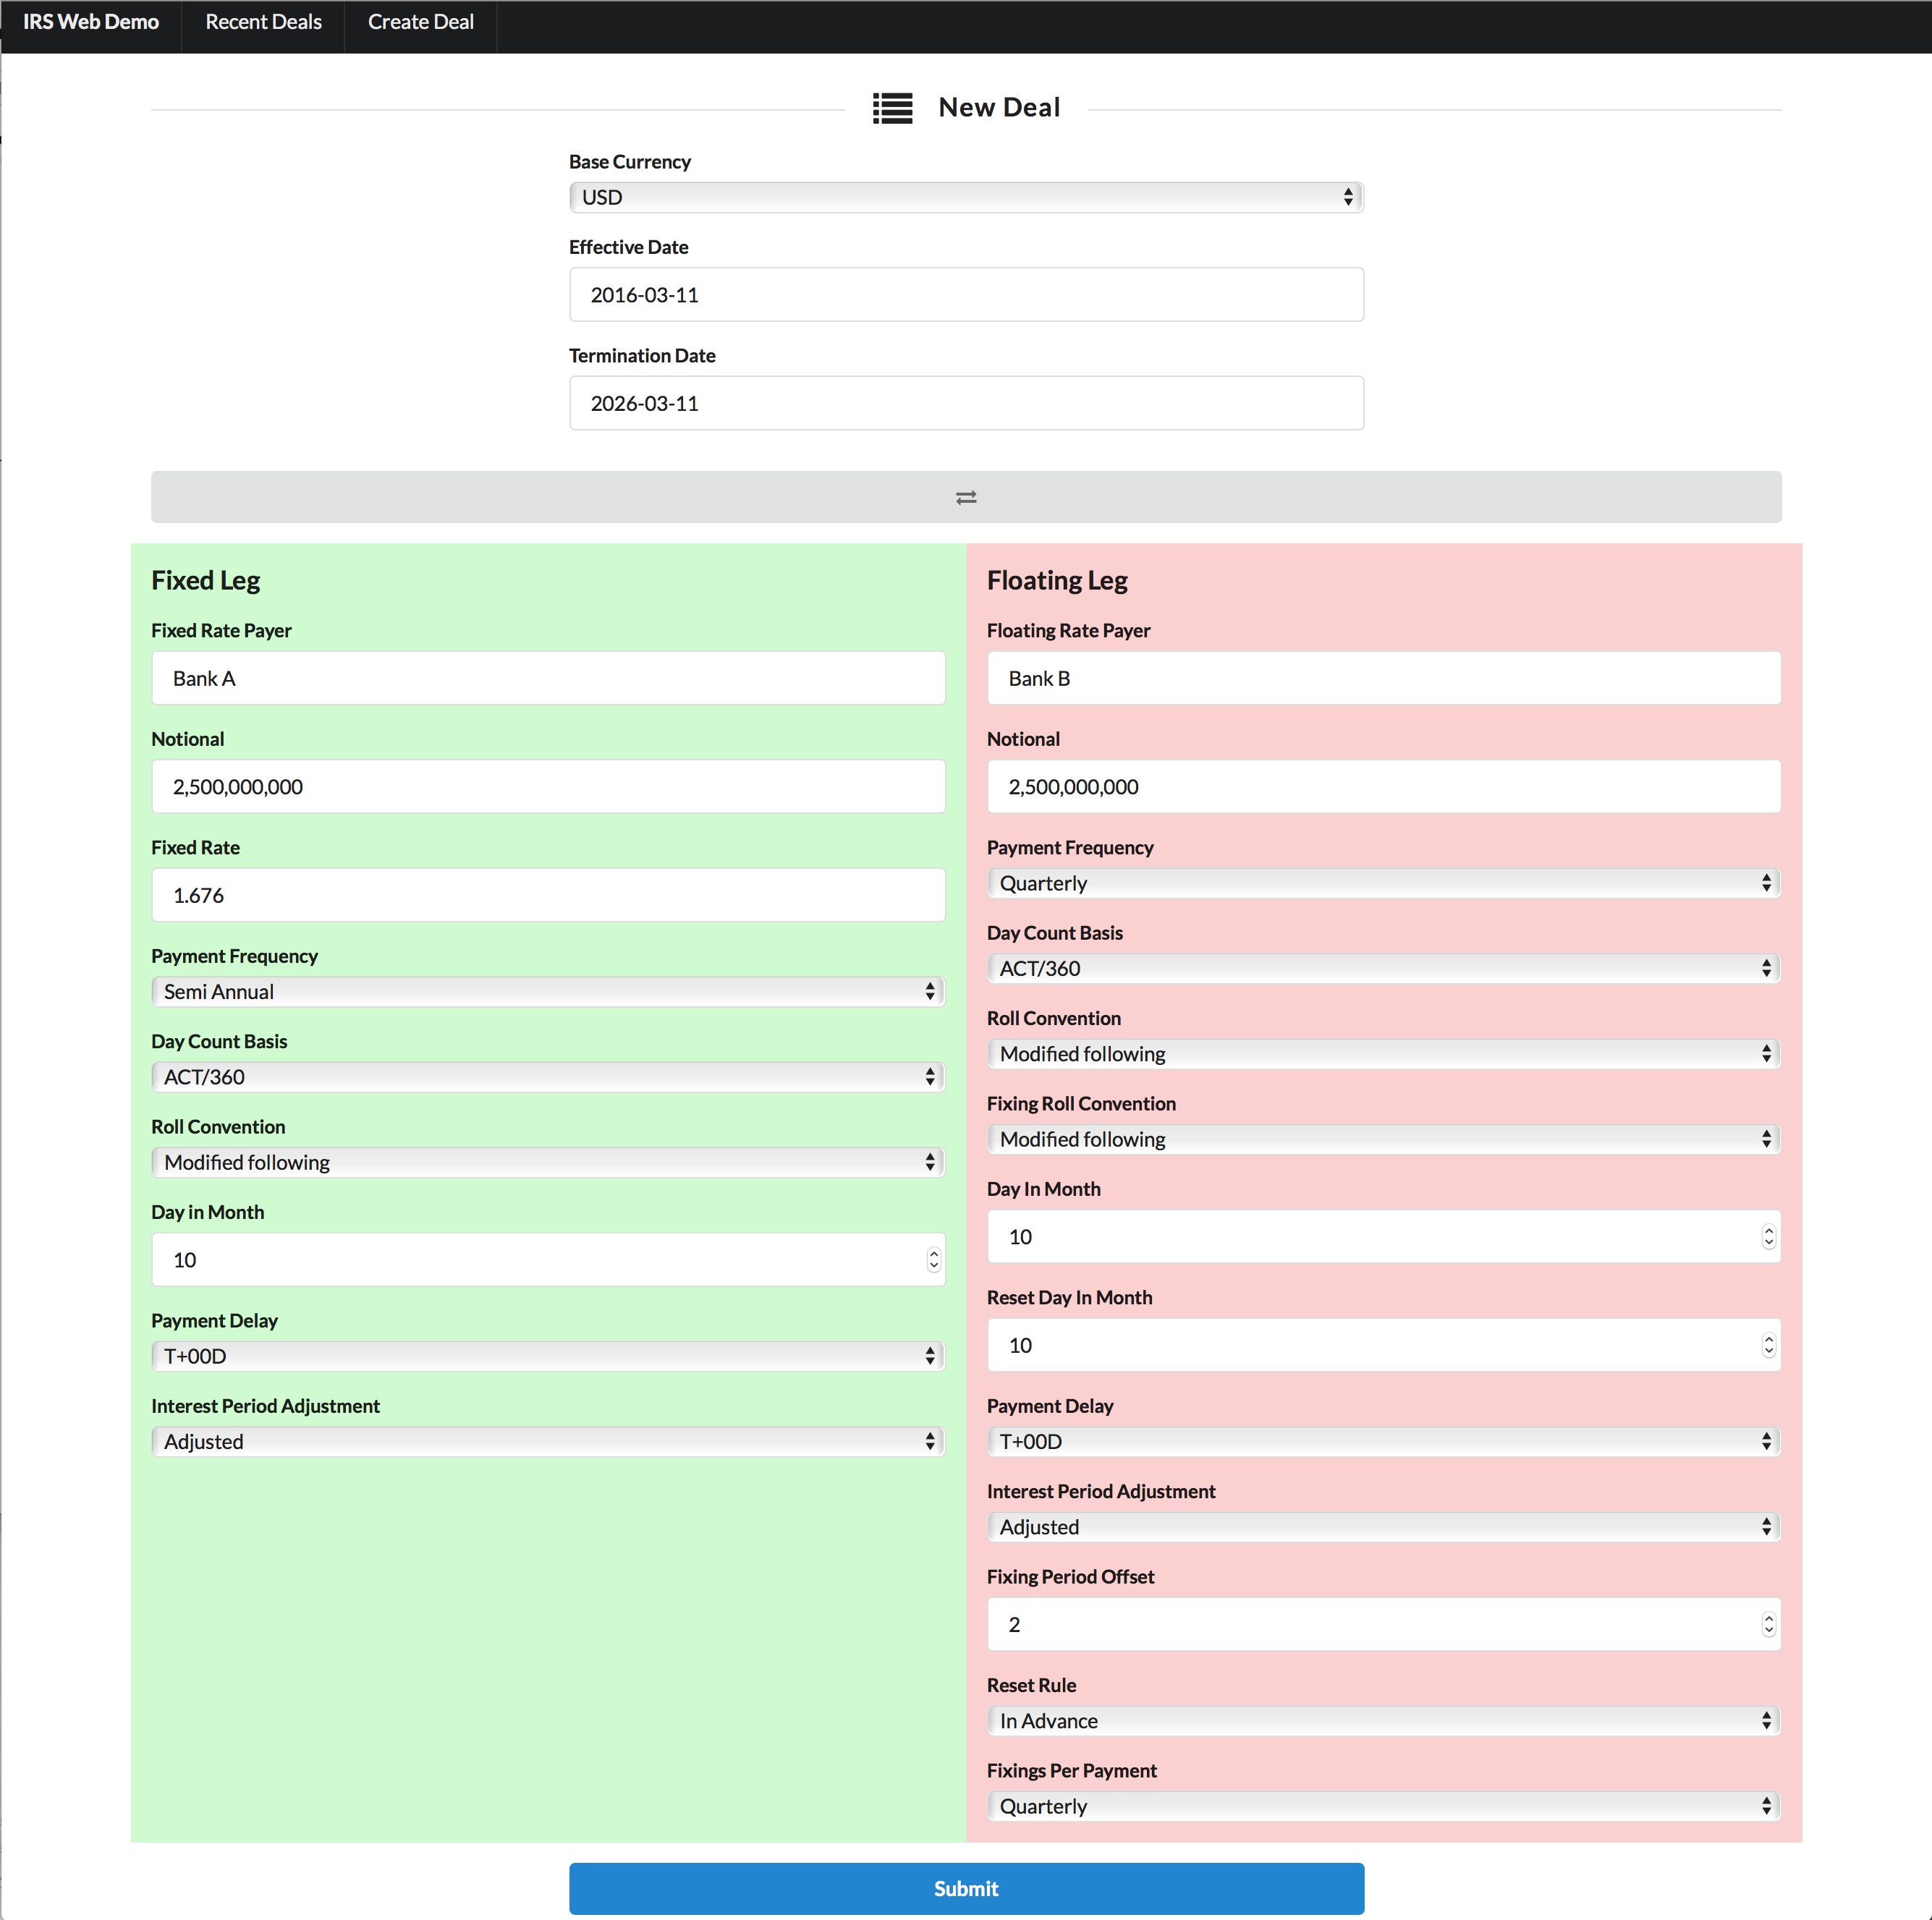 IRS Web Demo Recent Deals Create Deal
New Deal
Base Currency
USD
Effective Date
2016-03-11
Termination Date
2026-03-11
Fixed Leg
Fixed Rate Payer
Bank A
Notional
2,500,000,000
Fixed Rate
1.676
Payment Frequency
Semi Annual
Day Count Basis
ACT/360
Roll Convention
Modified following
Day in Month
10
Payment Delay
T+00D
Interest Period Adjustment
Adjusted
Floating Leg
Floating Rate Payer
Bank B
Notional
2,500,000,000
Payment Frequency
Quarterly
Day Count Basis
ACT/360
Roll Convention
Modified following
Fixing Roll Convention
Modified following
Day In Month
10
Reset Day In Month
10
Payment Delay
T+00D
Interest Period Adjustment
Adjusted
Fixing Period Offset
2
Reset Rule
In Advance
Fixings Per Payment
Quarterly
Submit